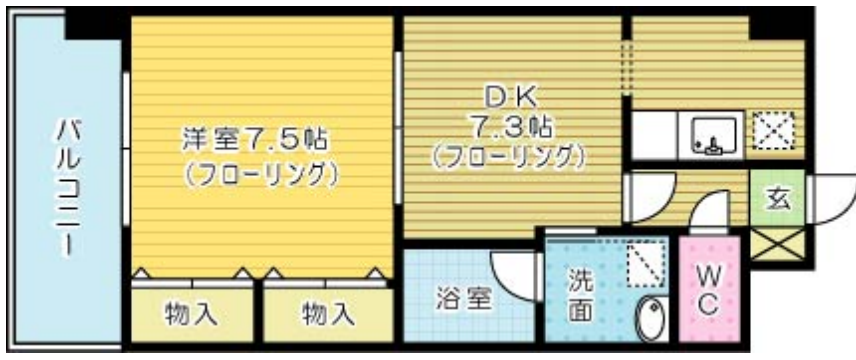 バルコニー
洋室7.5帖
(フローリング)
物入
物入
DK
7.3帖
(フローリング)
浴室
洗面
WC
玄